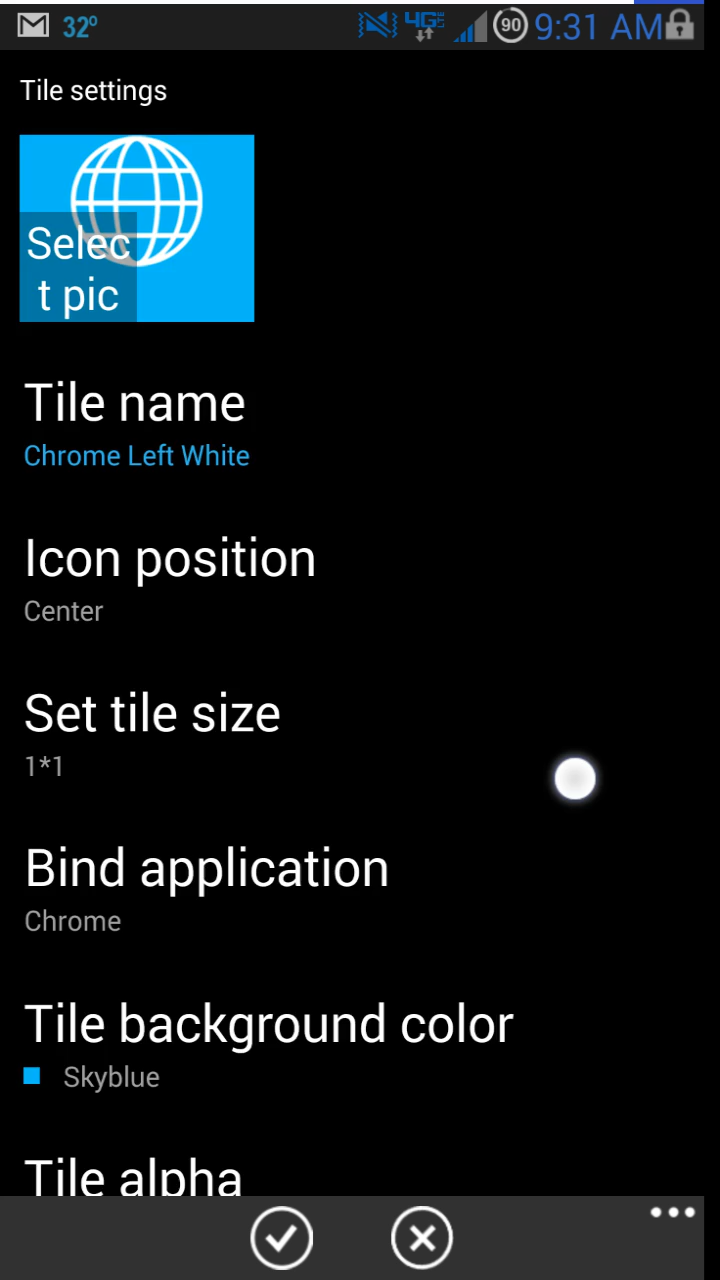 32° 4G LTE 90 9:31 AM
Tile settings
Selec
t pic
Tile name
Chrome Left White
Icon position
Center
Set tile size
1*1
Bind application
Chrome
Tile background color
Skyblue
Tile alpha